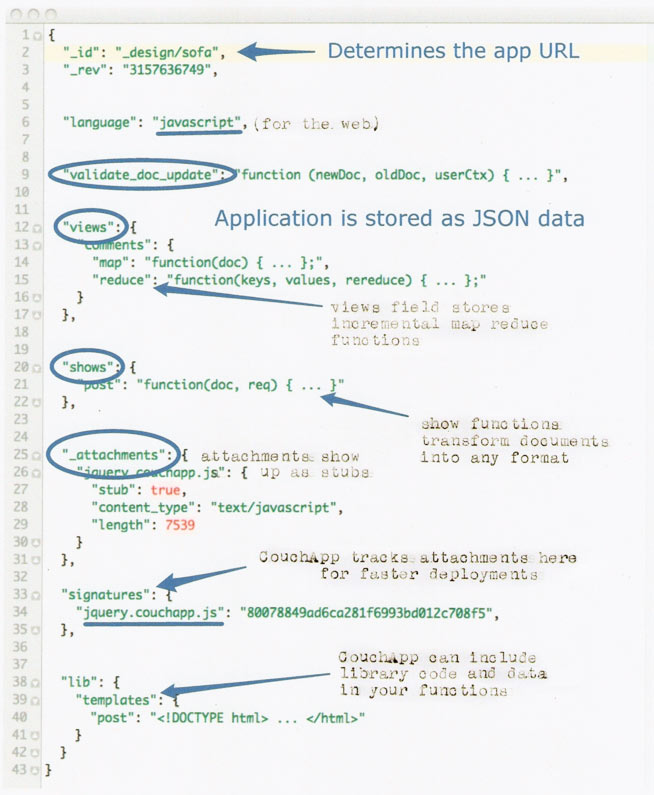 1 {
2 "_id": "_design/sofa", Determines the app URL
3 "_rev": "3157636749",
4
5
6 "language": "javascript", (for the web)
7
8
9 "validate_doc_update": "function (newDoc, oldDoc, userCtx) { ... }",
10
11
Application is stored as JSON data
12 "views": {
13 "comments": {
14 "map": "function(doc) { ... };",
15 "reduce": "function(keys, values, rereduce) { ... };"
16 }
views field stores
17 },
incremental map reduce
18
functions
19
20 "shows": {
21 "post": "function(doc, req) { ... }"
22 },
show functions
23
transform documents
24
into any format
25 "_attachments": { attachments show
26 "jquery.couchapp.js": { up as stubs
27 "stub": true,
28 "content_type": "text/javascript",
29 "length": 7539
30 }
31 },
CouchApp tracks attachments here
32
for faster deployments
33 "signatures": {
34 "jquery.couchapp.js": "80078849ad6ca281f6993bd012c708f5",
35 },
36
37
CouchApp can include
38 "lib": {
library code and data
39 "templates": {
in your functions
40 "post": "<!DOCTYPE html> ... </html>"
41 }
42 }
43 }